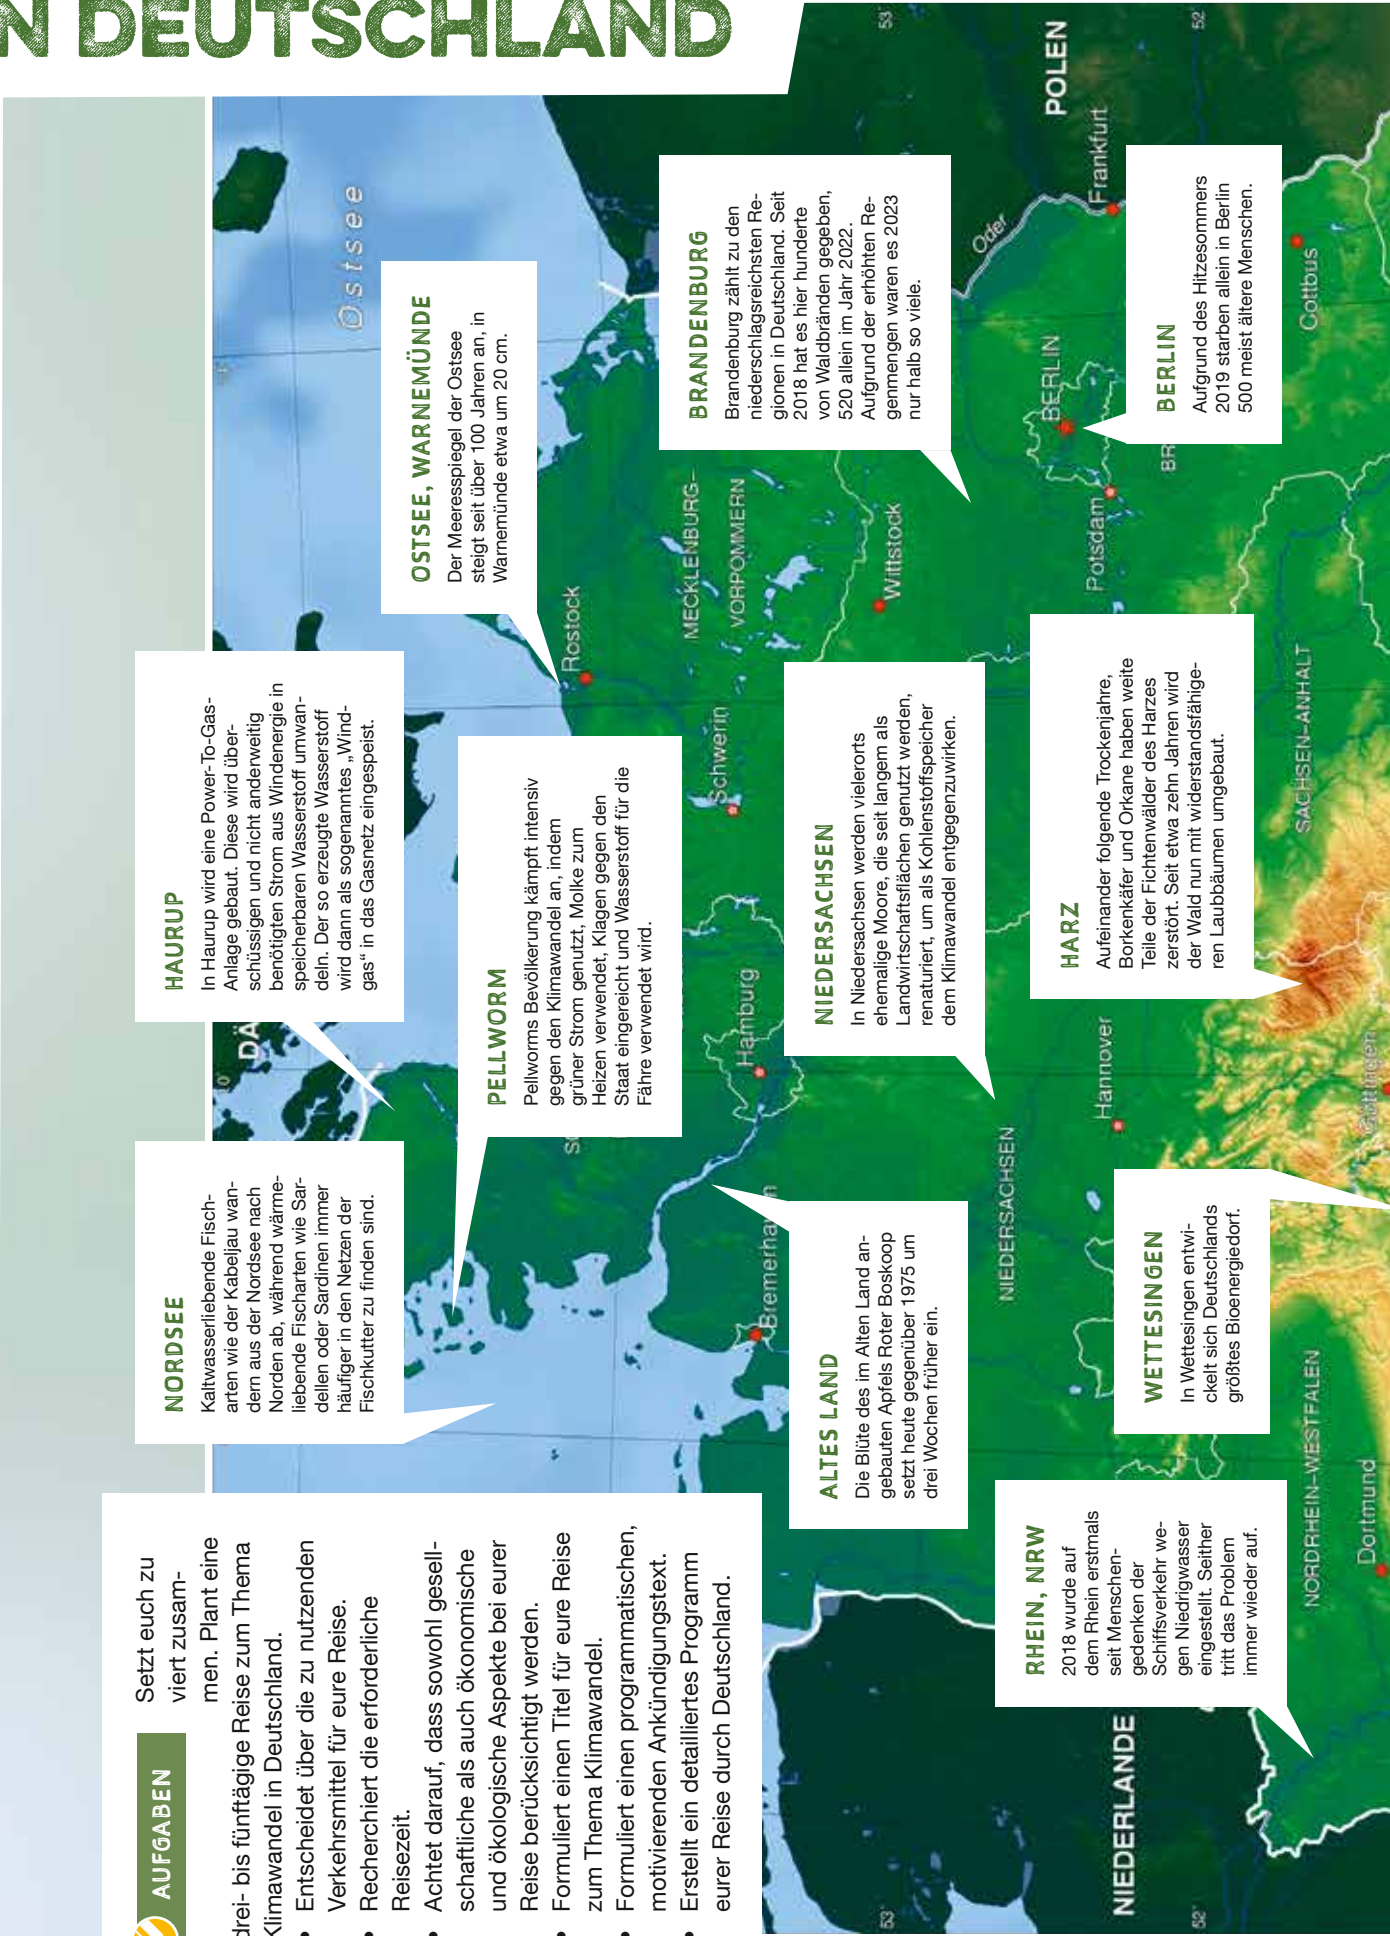 N DEUTSCHLAND
AUFGABEN
Setzt euch zu
viert zusam-
men. Plant eine
drei- bis fünftägige Reise zum Thema
Klimawandel in Deutschland.
• Entscheidet über die zu nutzenden
Verkehrsmittel für eure Reise.
• Recherchiert die erforderliche
Reisezeit.
• Achtet darauf, dass sowohl gesell-
schaftliche als auch ökonomische
und ökologische Aspekte bei eurer
Reise berücksichtigt werden.
• Formuliert einen Titel für eure Reise
zum Thema Klimawandel.
• Formuliert einen programmatischen,
motivierenden Ankündigungstext.
• Erstellt ein detailliertes Programm
eurer Reise durch Deutschland.
NORDSEE
Kaltwasserliebende Fisch-
arten wie der Kabeljau wan-
dern aus der Nordsee nach
Norden ab, während wärme-
liebende Fischarten wie Sar-
dellen oder Sardinen immer
häufiger in den Netzen der
Fischkutter zu finden sind.
HAURUP
In Haurup wird eine Power-To-Gas-
Anlage gebaut. Diese wird über-
schüssigen und nicht anderweitig
benötigten Strom aus Windenergie in
speicherbaren Wasserstoff umwan-
deln. Der so erzeugte Wasserstoff
wird dann als sogenanntes „Wind-
gas“ in das Gasnetz eingespeist.
PELLWORM
Pellworms Bevölkerung kämpft intensiv
gegen den Klimawandel an, indem
grüner Strom genutzt, Molke zum
Heizen verwendet, Klagen gegen den
Staat eingereicht und Wasserstoff für die
Fähre verwendet wird.
OSTSEE, WARNEMÜNDE
Der Meeresspiegel der Ostsee
steigt seit über 100 Jahren an, in
Warnemünde etwa um 20 cm.
BRANDENBURG
Brandenburg zählt zu den
niederschlagsreichsten Re-
gionen in Deutschland. Seit
2018 hat es hier hunderte
von Waldbränden gegeben,
520 allein im Jahr 2022.
Aufgrund der erhöhten Re-
genmengen waren es 2023
nur halb so viele.
ALTES LAND
Die Blüte des im Alten Land an-
gebauten Apfels Roter Boskoop
setzt heute gegenüber 1975 um
drei Wochen früher ein.
NIEDERSACHSEN
In Niedersachsen werden vielerorts
ehemalige Moore, die seit langem als
Landwirtschaftsflächen genutzt werden,
renaturiert, um als Kohlenstoffspeicher
dem Klimawandel entgegenzuwirken.
RHEIN, NRW
2018 wurde auf
dem Rhein erstmals
seit Menschen-
gedenken der
Schiffsverkehr we-
gen Niedrigwasser
eingestellt. Seither
tritt das Problem
immer wieder auf.
WETTESINGEN
In Wettesingen entwi-
ckelt sich Deutschlands
größtes Bioenergiedorf.
HARZ
Aufeinander folgende Trockenjahre,
Borkenkäfer und Orkane haben weite
Teile der Fichtenwälder des Harzes
zerstört. Seit etwa zehn Jahren wird
der Wald nun mit widerstandsfähige-
ren Laubbäumen umgebaut.
BERLIN
Aufgrund des Hitzesommers
2019 starben allein in Berlin
500 meist ältere Menschen.
DÄ
10
Ostsee
Rostock
SC
Hamburg
Schwerin
MECKLENBURG–
VORPOMMERN
Bremerhaven
Wittstock
Oder
53
53
POLEN
Frankfurt
BERLIN
Potsdam
BR
NIEDERSACHSEN
Hannover
NIEDERLANDE
52
52
Cottbus
SACHSEN–ANHALT
NORDRHEIN–WESTFALEN
Dortmund
Göttingen